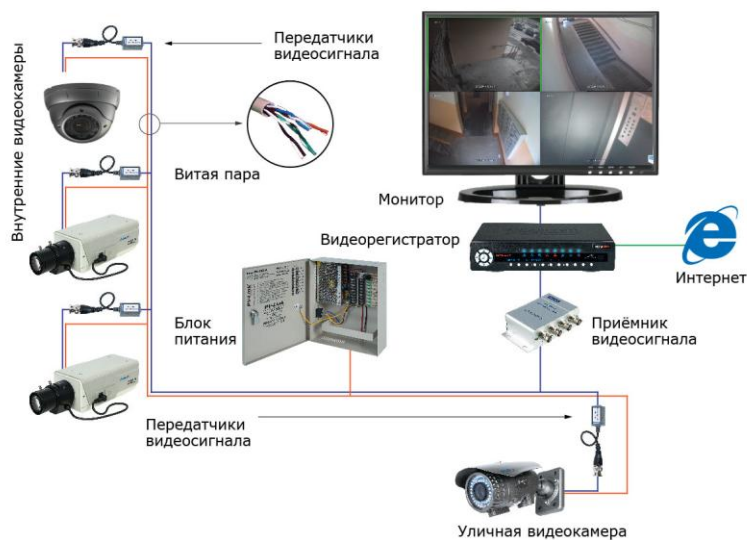 Передатчики
видеосигнала
Внутренние видеокамеры
Витая пара
Монитор
Видеорегистратор
Интернет
Блок
питания
Приёмник
видеосигнала
Передатчики
видеосигнала
Уличная видеокамера